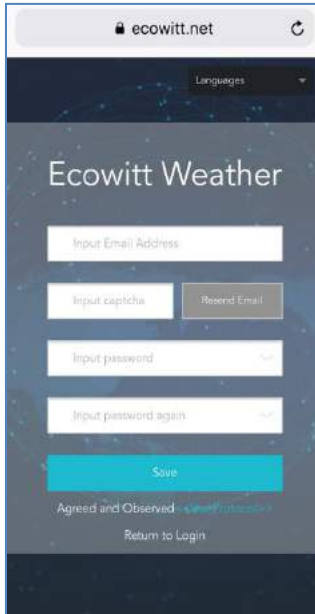 ecowitt.net
Languages
Ecowitt Weather
Input Email Address
Input captcha Resend Email
Input password
Input password again
Save
Agreed and Observed
Return to Login